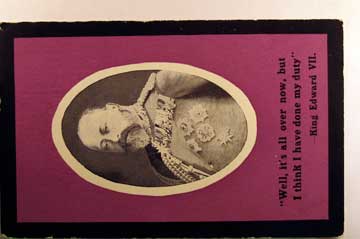 "Well, it's all over now, but
I think I have done my duty"
—King Edward VII.